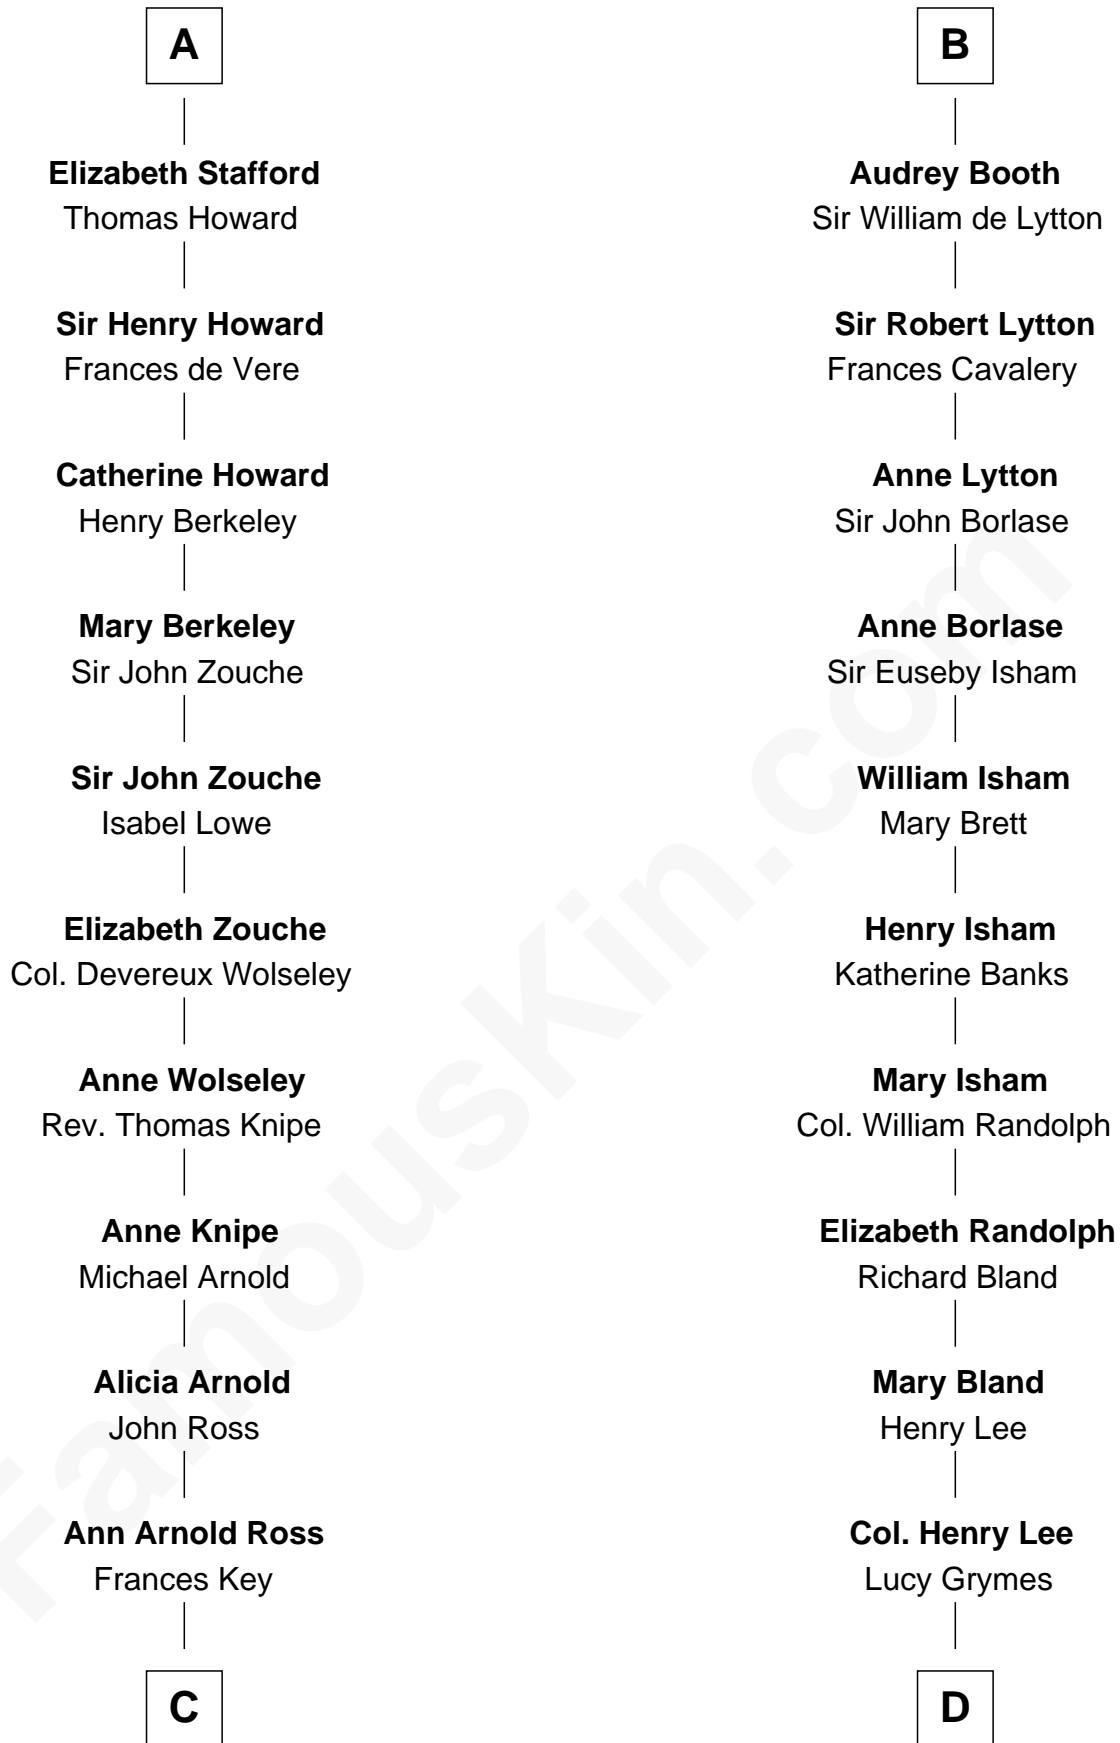 A
Elizabeth Stafford
Thomas Howard
Sir Henry Howard
Frances de Vere
Catherine Howard
Henry Berkeley
Mary Berkeley
Sir John Zouche
Sir John Zouche
Isabel Lowe
Elizabeth Zouche
Col. Devereux Wolseley
Anne Wolseley
Rev. Thomas Knipe
Anne Knipe
Michael Arnold
Alicia Arnold
John Ross
Ann Arnold Ross
Frances Key
C
B
Audrey Booth
Sir William de Lytton
Sir Robert Lytton
Frances Cavalery
Anne Lytton
Sir John Borlase
Anne Borlase
Sir Euseby Isham
William Isham
Mary Brett
Henry Isham
Katherine Banks
Mary Isham
Col. William Randolph
Elizabeth Randolph
Richard Bland
Mary Bland
Henry Lee
Col. Henry Lee
Lucy Grymes
D
FamousKin.com